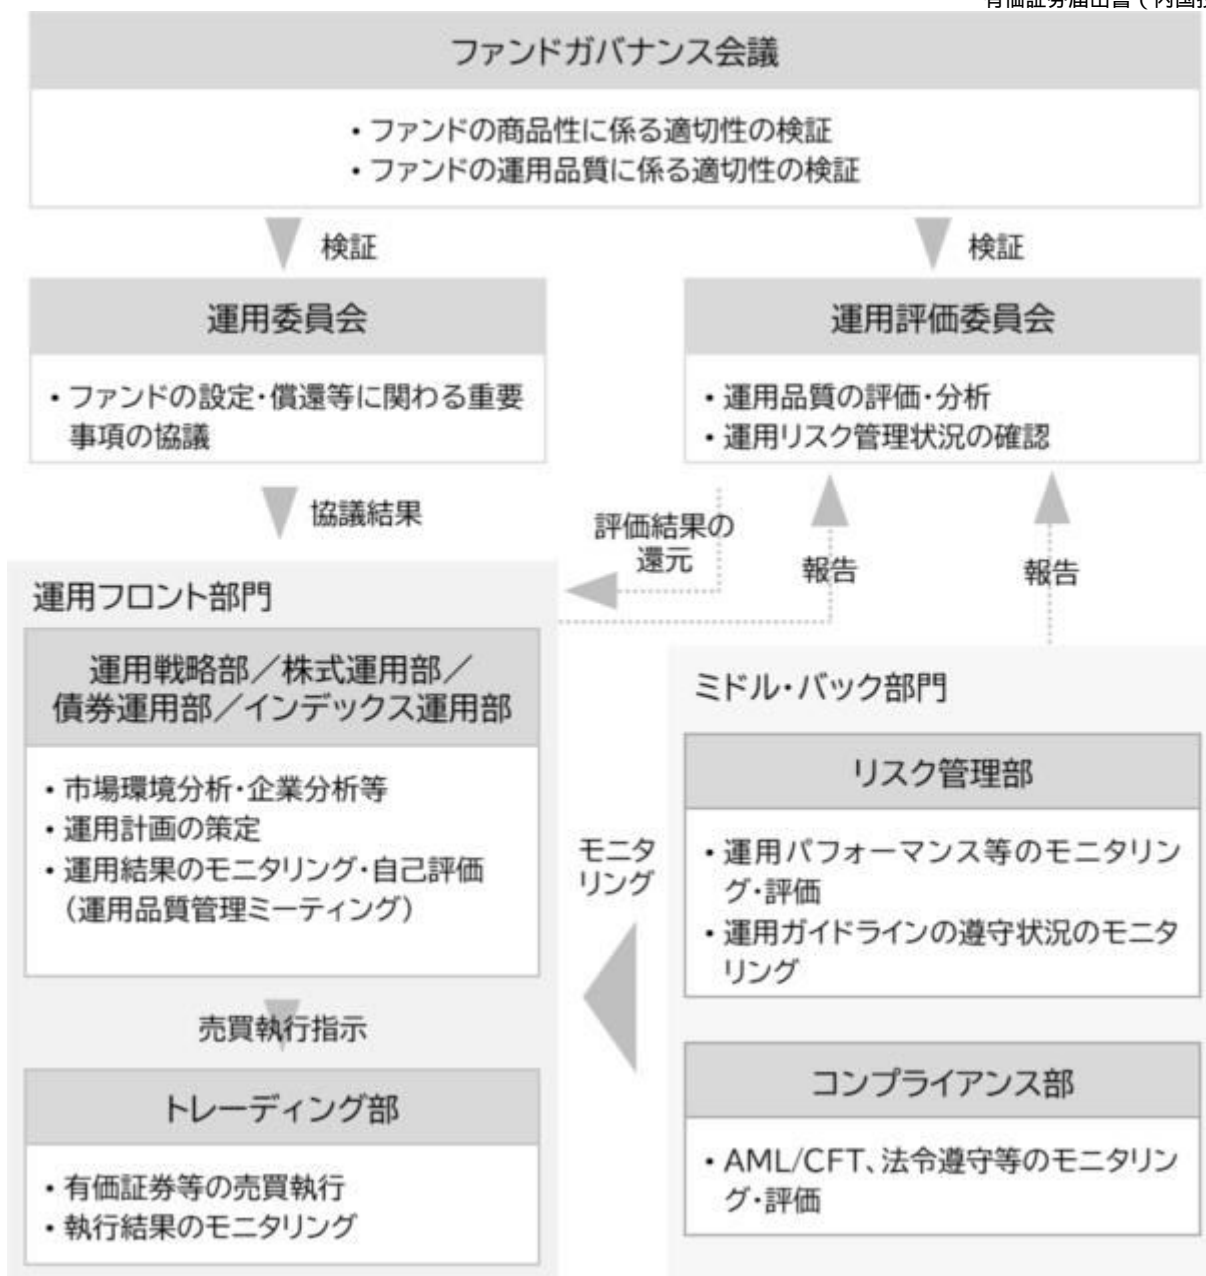 ファンドガバナンス会議
・ファンドの商品性に係る適切性の検証
・ファンドの運用品質に係る適切性の検証
検証
検証
運用委員会
・ファンドの設定・償還等に関わる重要
事項の協議
運用評価委員会
・運用品質の評価・分析
・運用リスク管理状況の確認
協議結果
評価結果の
還元
報告
報告
運用フロント部門
運用戦略部／株式運用部／
債券運用部／インデックス運用部
・市場環境分析・企業分析等
・運用計画の策定
・運用結果のモニタリング・自己評価
（運用品質管理ミーティング）
売買執行指示
トレーディング部
・有価証券等の売買執行
・執行結果のモニタリング
モニタ
リング
ミドル・バック部門
リスク管理部
・運用パフォーマンス等のモニタリン
グ・評価
・運用ガイドラインの遵守状況のモニタ
リング
コンプライアンス部
・AML/CFT、法令遵守等のモニタリン
グ・評価